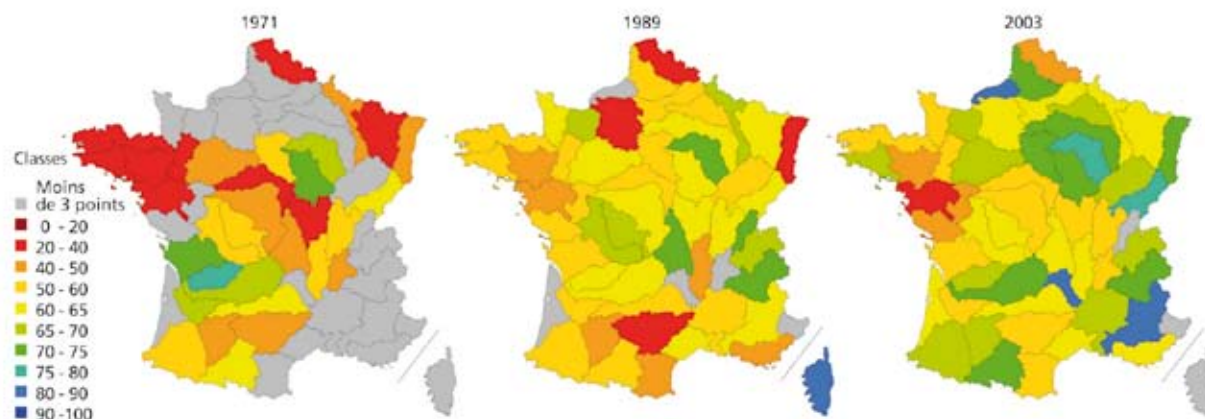 1971
1989
2003
Classes
Moins
de 3 points
0 - 20
20 - 40
40 - 50
50 - 60
60 - 65
65 - 70
70 - 75
75 - 80
80 - 90
90 -100